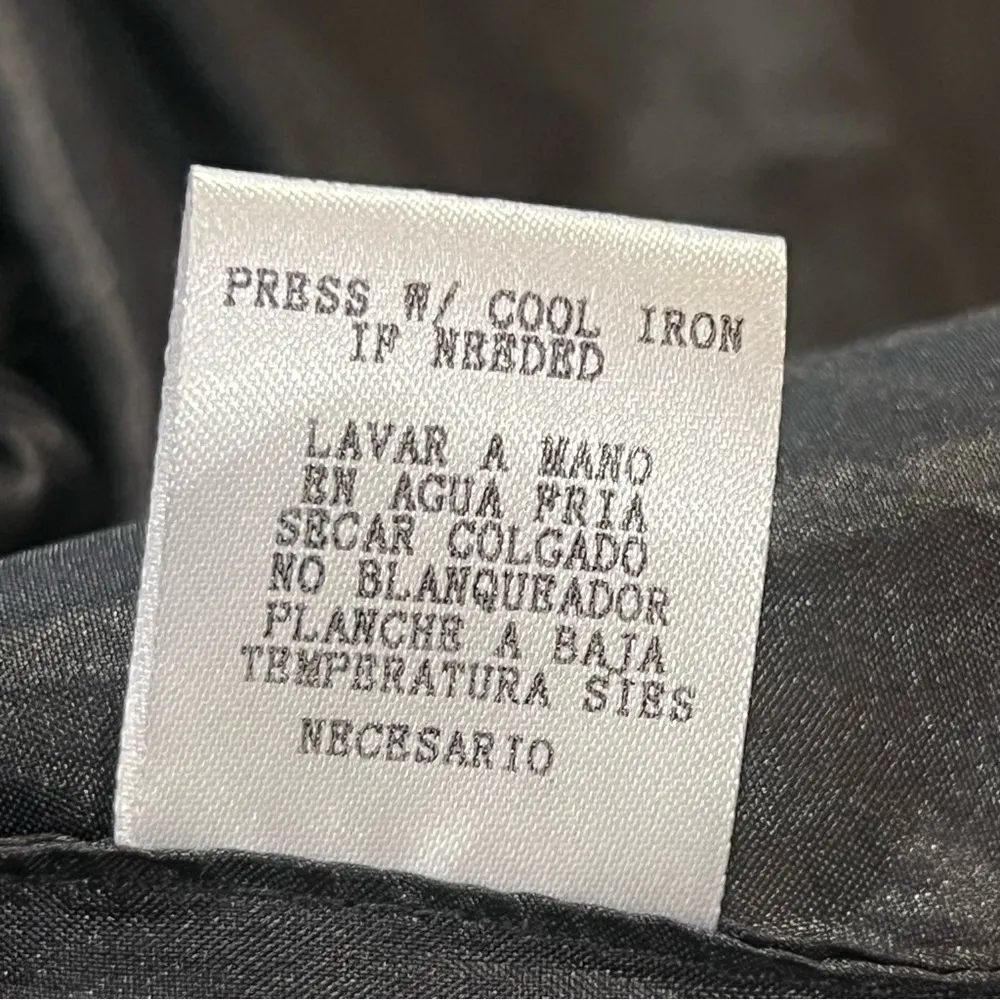 PRESS W/ COOL IRON
IF NEEDED
LAVAR A MANO
EN AGUA FRIA
SECAR COLGADO
NO BLANQUEADOR
PLANCHE A BAJA
TEMPERATURA SIES
NECESARIO